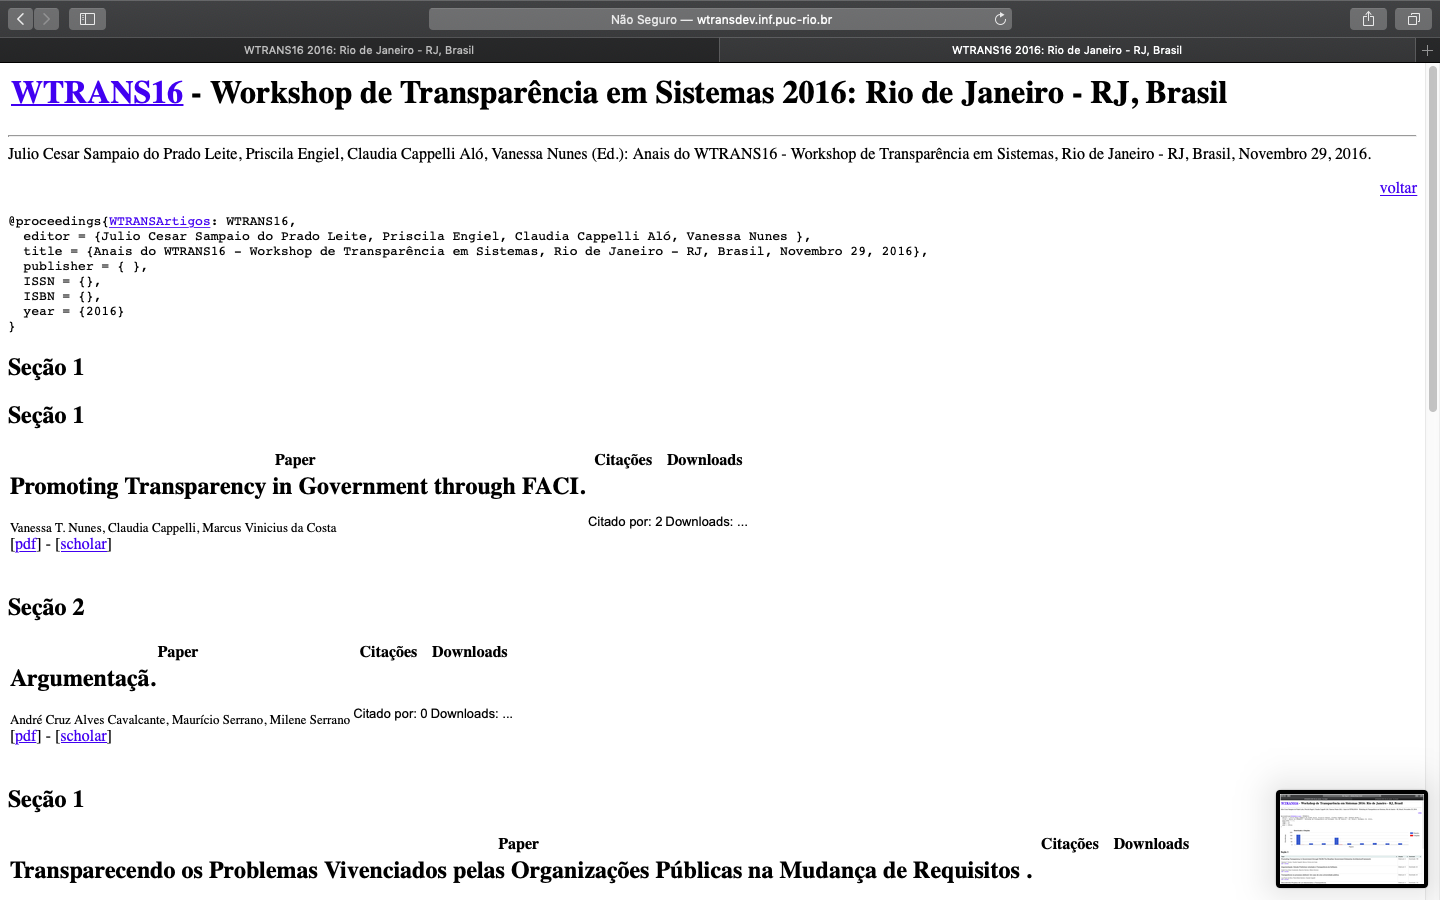 Não Seguro — wtransdev.inf.puc-rio.br
WTRANS16 2016: Rio de Janeiro - RJ, Brasil
WTRANS16 2016: Rio de Janeiro - RJ, Brasil
WTRANS16 - Workshop de Transparência em Sistemas 2016: Rio de Janeiro - RJ, Brasil
Julio Cesar Sampaio do Prado Leite, Priscila Engiel, Claudia Cappelli Aló, Vanessa Nunes (Ed.): Anais do WTRANS16 - Workshop de Transparência em Sistemas, Rio de Janeiro - RJ, Brasil, Novembro 29, 2016.
voltar
@proceedings{WTRANSArtigos: WTRANS16,
editor = {Julio Cesar Sampaio do Prado Leite, Priscila Engiel, Claudia Cappelli Aló, Vanessa Nunes },
title = {Anais do WTRANS16 - Workshop de Transparência em Sistemas, Rio de Janeiro - RJ, Brasil, Novembro 29, 2016},
publisher = { },
ISSN = {},
ISBN = {},
year = {2016}
}
Seção 1
Seção 1
Paper Citações Downloads
Promoting Transparency in Government through FACI.
Vanessa T. Nunes, Claudia Cappelli, Marcus Vinicius da Costa Citado por: 2 Downloads: ...
[pdf] - [scholar]
Seção 2
Paper Citações Downloads
Argumentaçã.
André Cruz Alves Cavalcante, Maurício Serrano, Milene Serrano Citado por: 0 Downloads: ...
[pdf] - [scholar]
Seção 1
Paper Citações Downloads
Transparecendo os Problemas Vivenciados pelas Organizações Públicas na Mudança de Requisitos .